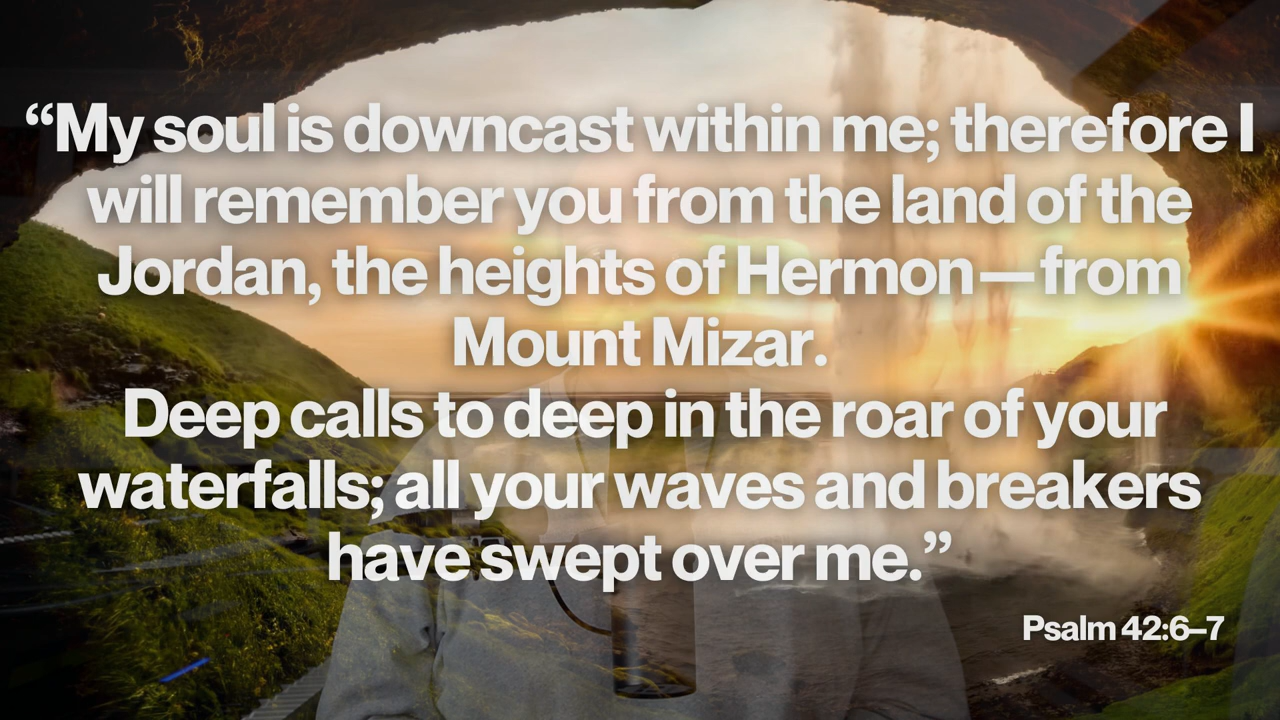 “My soul is downcast within me; therefore I
will remember you from the land of the
Jordan, the heights of Hermon—from
Mount Mizar.
Deep calls to deep in the roar of your
waterfalls; all your waves and breakers
have swept over me.”
Psalm 42:6–7